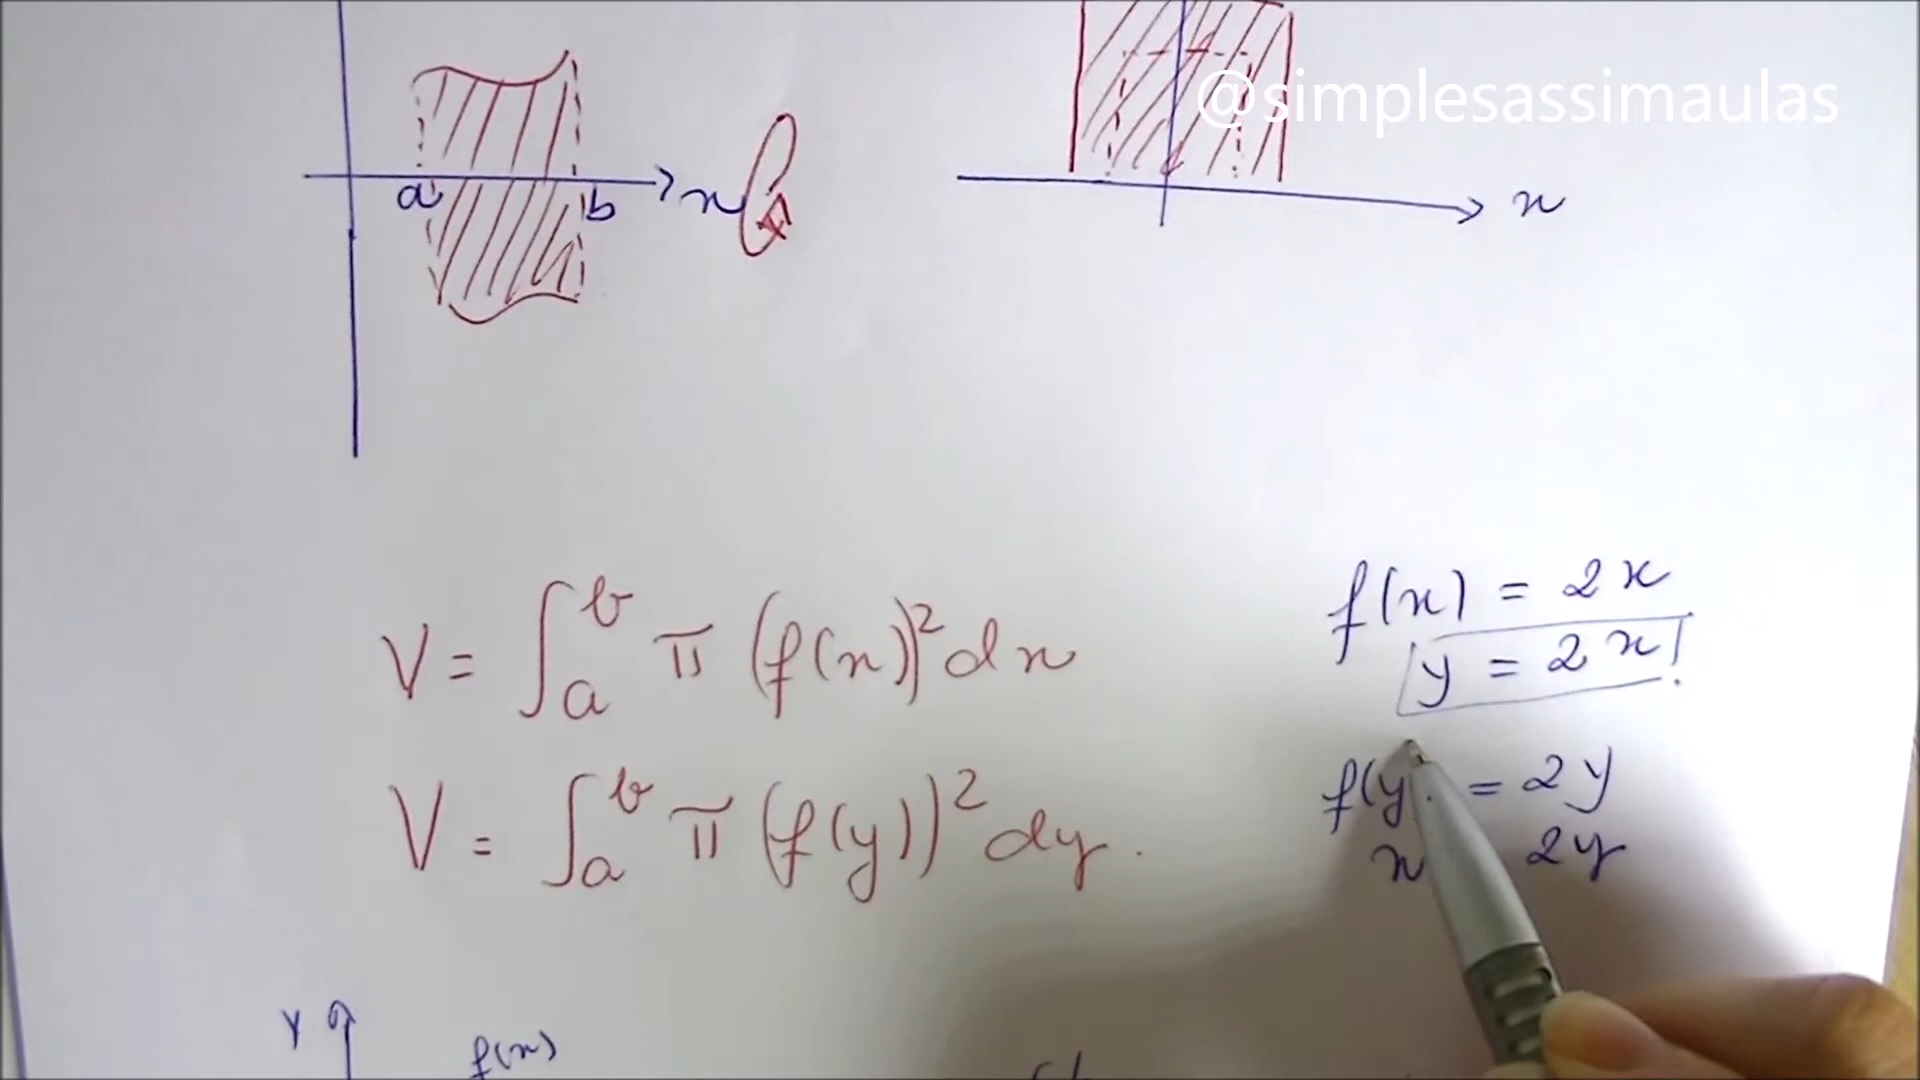 @simplesassimaulas
a b x
x
f(x) = 2x
y = 2x
V = ∫ₐᵇ π (f(x))² dx
f(y) = 2y
x 2y
V = ∫ₐᵇ π (f(y))² dy.
y
f(x)